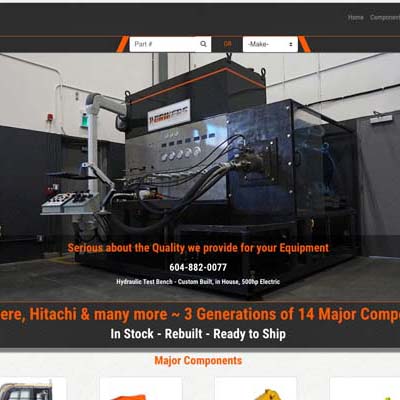 Home Component
Part # OR -Make-
Serious about the Quality we provide for your Equipment
604-882-0077
Hydraulic Test Bench - Custom Built, in House, 500hp Electric
ere, Hitachi & many more ~ 3 Generations of 14 Major Comp
In Stock - Rebuilt - Ready to Ship
Major Components